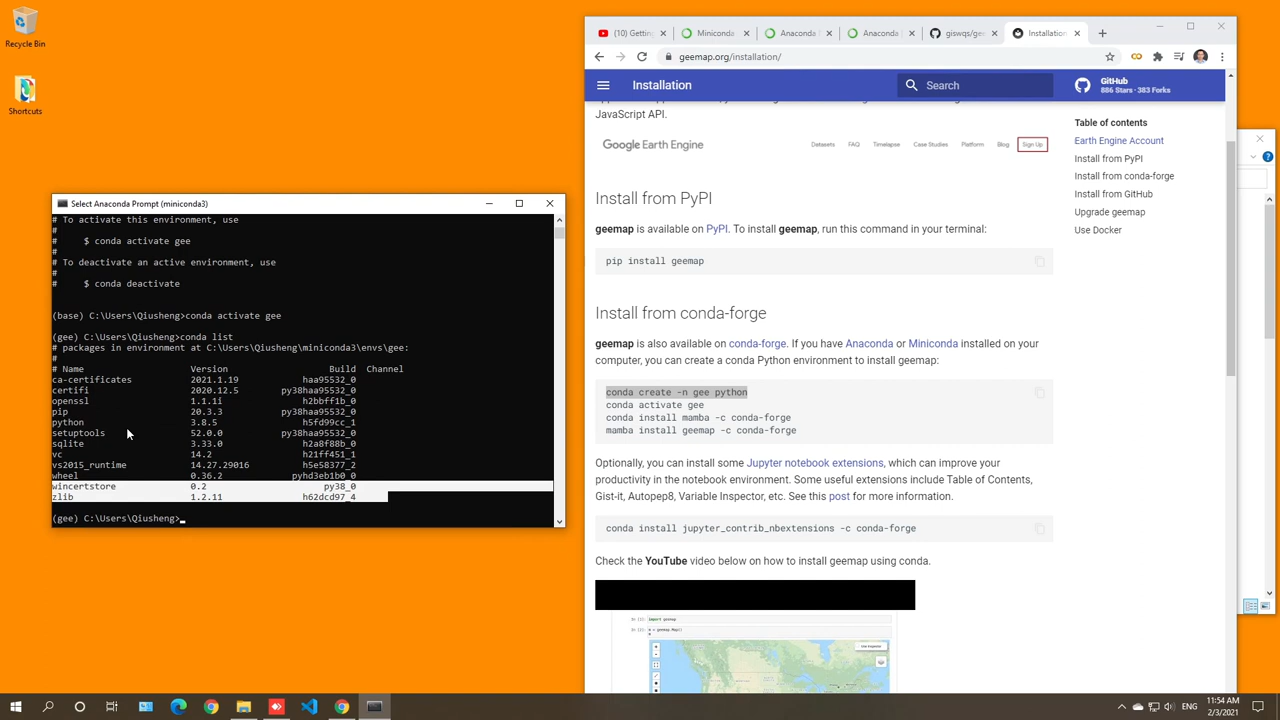 Recycle Bin
Shortcuts
Select Anaconda Prompt (miniconda3)
# To activate this environment, use
#
#     $ conda activate gee
#
# To deactivate an active environment, use
#
#     $ conda deactivate
(base) C:\Users\Qiusheng>conda activate gee
(gee) C:\Users\Qiusheng>conda list
# packages in environment at C:\Users\Qiusheng\miniconda3\envs\gee:
#
# Name Version Build Channel
ca-certificates 2021.1.19 haa95532_0
certifi 2020.12.5 py38haa95532_0
openssl 1.1.1i h2bbff1b_0
pip 20.3.3 py38haa95532_0
python 3.8.5 h5fd99cc_1
setuptools 52.0.0 py38haa95532_0
sqlite 3.33.0 h2a8f88b_0
vc 14.2 h21ff451_1
vs2015_runtime 14.27.29016 h5e58377_2
wheel 0.36.2 pyhd3eb1b0_0
wincertstore 0.2 py38_0
zlib 1.2.11 h62dcd97_4
(gee) C:\Users\Qiusheng>_
(10) Getting
Miniconda
Anaconda
Anaconda
giswqs/gee
Installation
geemap.org/installation/
Installation
Search
GitHub
886 Stars · 383 Forks
JavaScript API.
Google Earth Engine
Datasets FAQ Timelapse Case Studies Platform Blog Sign Up
Install from PyPI
geemap is available on PyPI. To install geemap, run this command in your terminal:
pip install geemap
Install from conda-forge
geemap is also available on conda-forge. If you have Anaconda or Miniconda installed on your
computer, you can create a conda Python environment to install geemap:
conda create -n gee python
conda activate gee
conda install mamba -c conda-forge
mamba install geemap -c conda-forge
Optionally, you can install some Jupyter notebook extensions, which can improve your
productivity in the notebook environment. Some useful extensions include Table of Contents,
Gist-it, Autopep8, Variable Inspector, etc. See this post for more information.
conda install jupyter_contrib_nbextensions -c conda-forge
Check the YouTube video below on how to install geemap using conda.
import geemap
Table of contents
Earth Engine Account
Install from PyPI
Install from conda-forge
Install from GitHub
Upgrade geemap
Use Docker
11:54 AM
2/3/2021